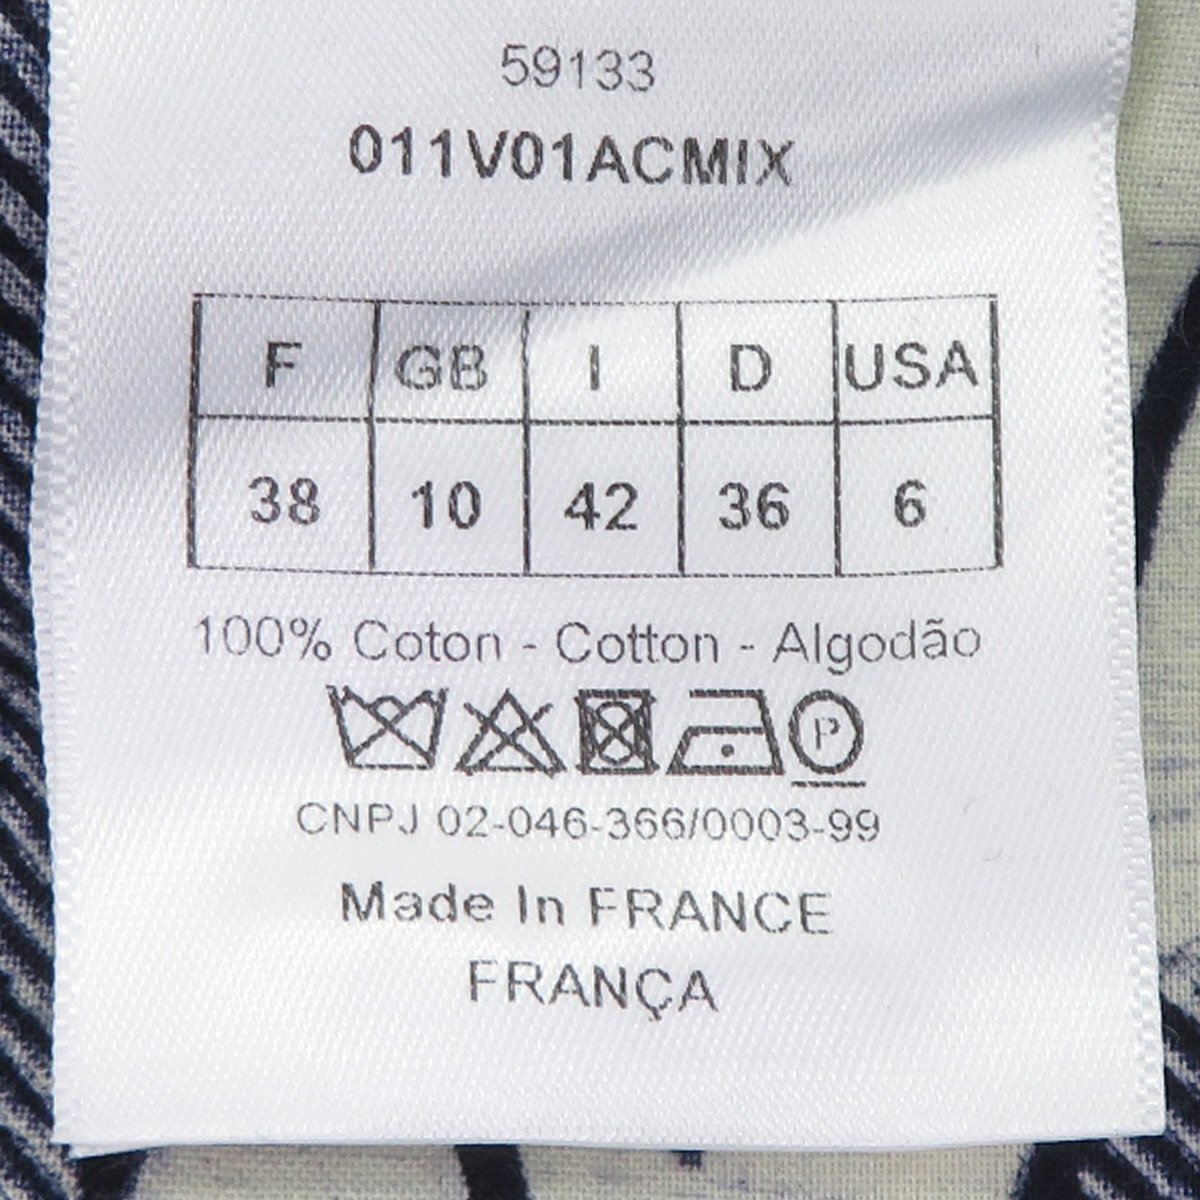 59133
011V01ACMIX
F GB I D USA
38 10 42 36 6
100% Coton - Cotton - Algodão
P
CNPJ 02-046-366/0003-99
Made In FRANCE
FRANÇA